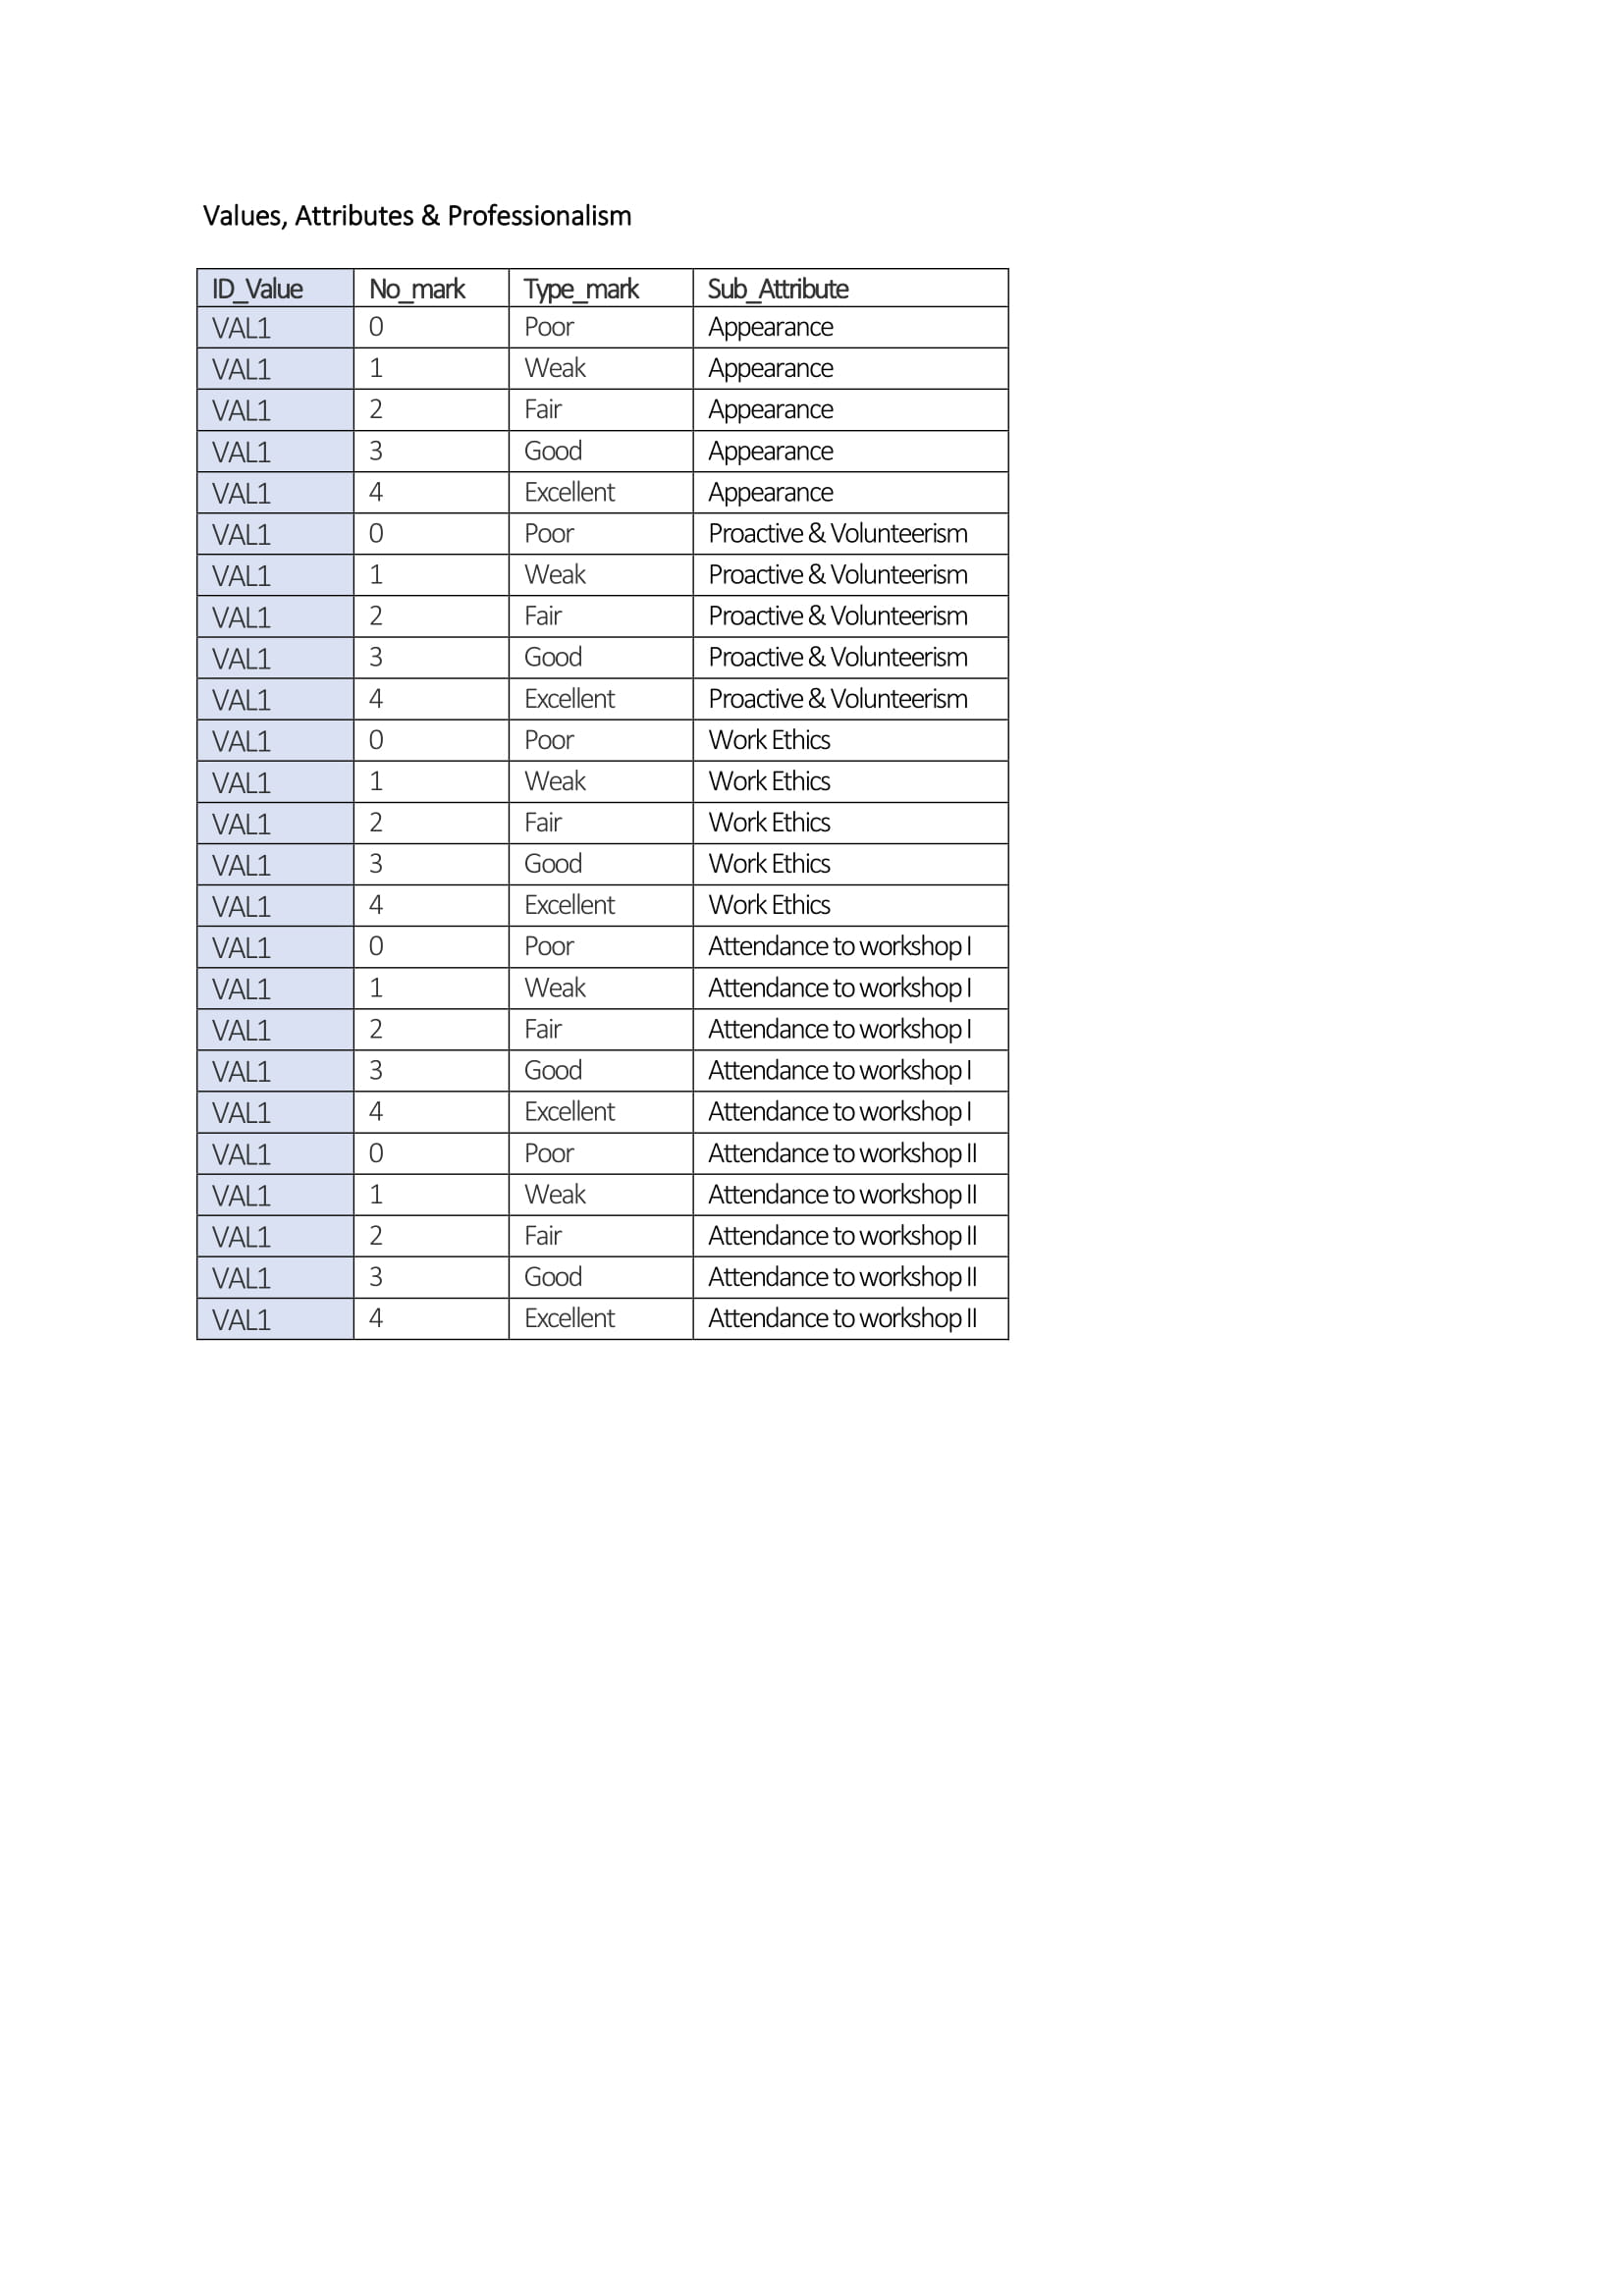 Values, Attributes & Professionalism
ID_Value No_mark Type_mark Sub_Attribute
VAL1 0 Poor Appearance
VAL1 1 Weak Appearance
VAL1 2 Fair Appearance
VAL1 3 Good Appearance
VAL1 4 Excellent Appearance
VAL1 0 Poor Proactive & Volunteerism
VAL1 1 Weak Proactive & Volunteerism
VAL1 2 Fair Proactive & Volunteerism
VAL1 3 Good Proactive & Volunteerism
VAL1 4 Excellent Proactive & Volunteerism
VAL1 0 Poor Work Ethics
VAL1 1 Weak Work Ethics
VAL1 2 Fair Work Ethics
VAL1 3 Good Work Ethics
VAL1 4 Excellent Work Ethics
VAL1 0 Poor Attendance to workshop I
VAL1 1 Weak Attendance to workshop I
VAL1 2 Fair Attendance to workshop I
VAL1 3 Good Attendance to workshop I
VAL1 4 Excellent Attendance to workshop I
VAL1 0 Poor Attendance to workshop II
VAL1 1 Weak Attendance to workshop II
VAL1 2 Fair Attendance to workshop II
VAL1 3 Good Attendance to workshop II
VAL1 4 Excellent Attendance to workshop II